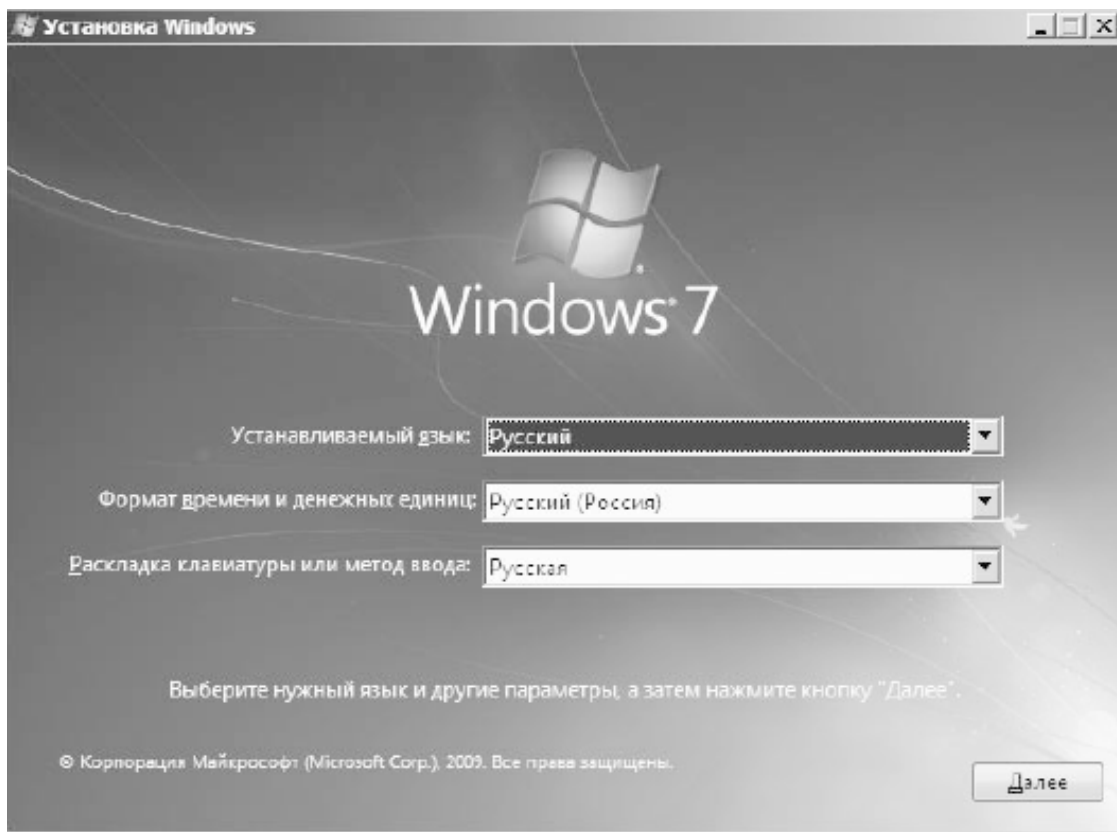 Установка Windows
Windows® 7
Устанавливаемый язык: Русский
Формат времени и денежных единиц: Русский (Россия)
Раскладка клавиатуры или метод ввода: Русская
Выберите нужный язык и другие параметры, а затем нажмите кнопку "Далее".
© Корпорация Майкрософт (Microsoft Corp.), 2009. Все права защищены.
Далее